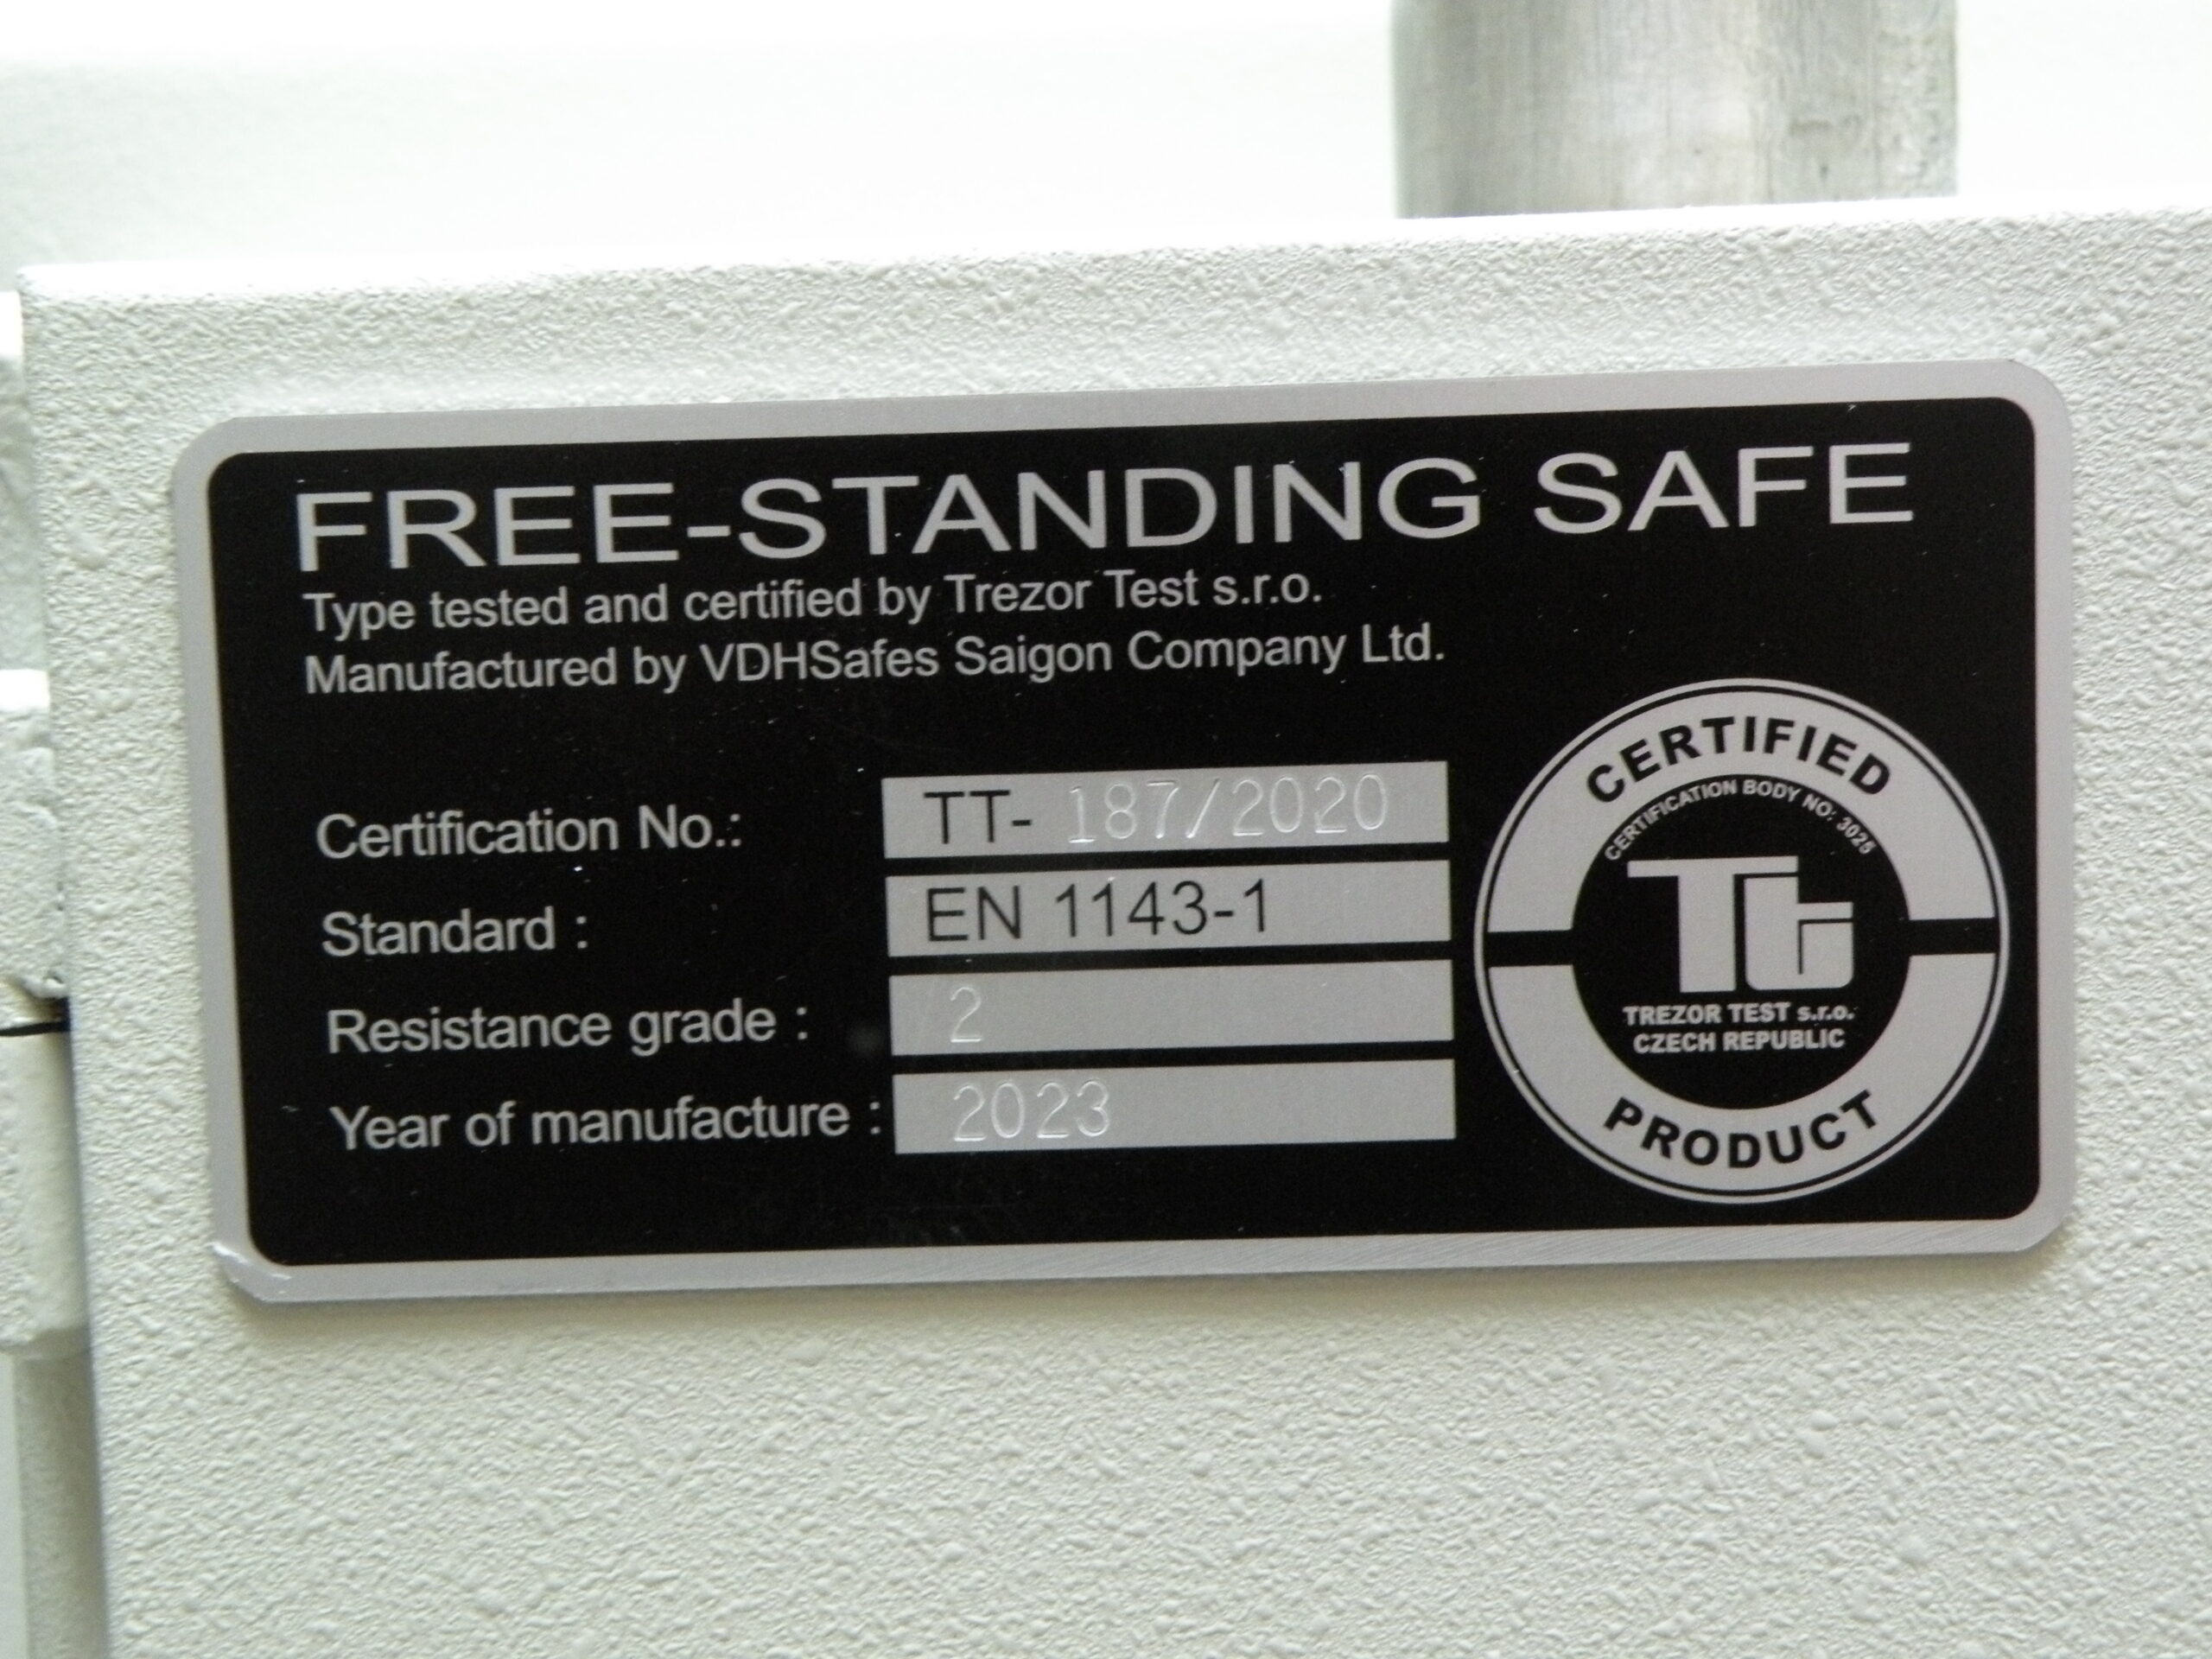 FREE-STANDING SAFE
Type tested and certified by Trezor Test s.r.o.
Manufactured by VDHSafes Saigon Company Ltd.
Certification No.: TT- 187/2020
Standard : EN 1143-1
Resistance grade : 2
Year of manufacture : 2023
CERTIFIED
CERTIFICATION BODY NO: 3025
Tt
TREZOR TEST s.r.o.
CZECH REPUBLIC
PRODUCT